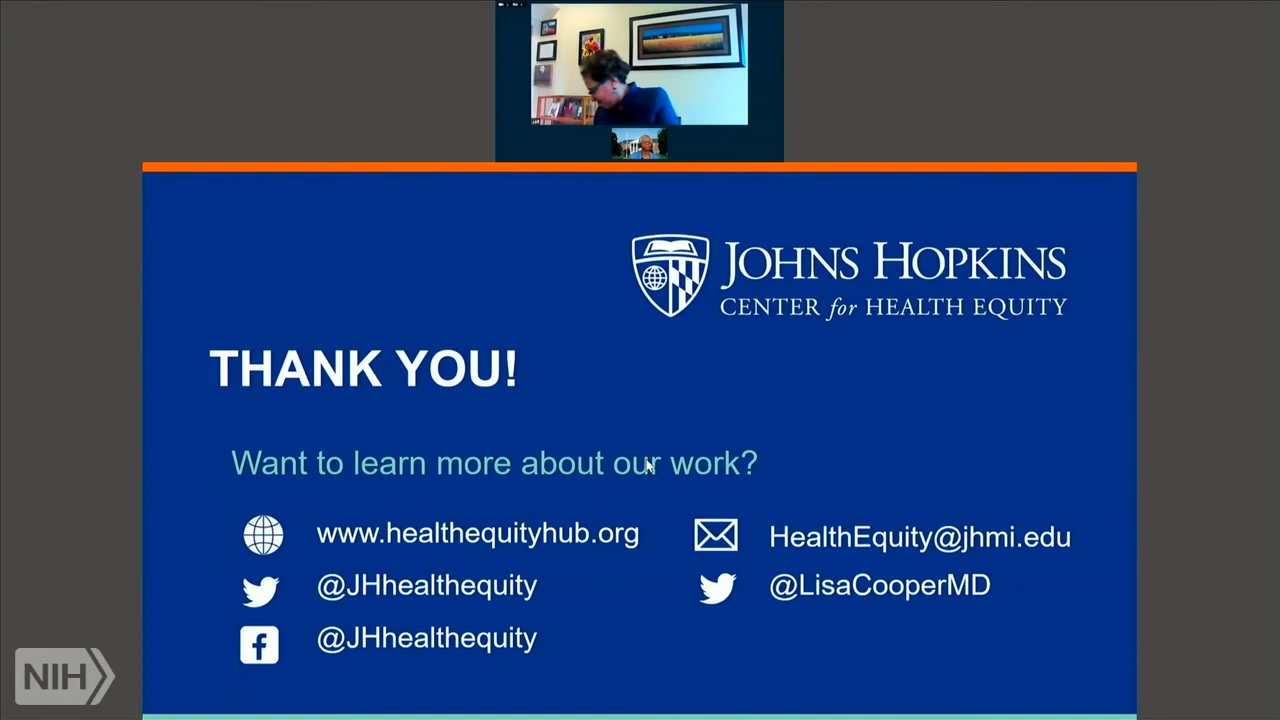 JOHNS HOPKINS
CENTER for HEALTH EQUITY
THANK YOU!
Want to learn more about our work?
www.healthequityhub.org
HealthEquity@jhmi.edu
@JHhealthequity
@LisaCooperMD
@JHhealthequity
NIH